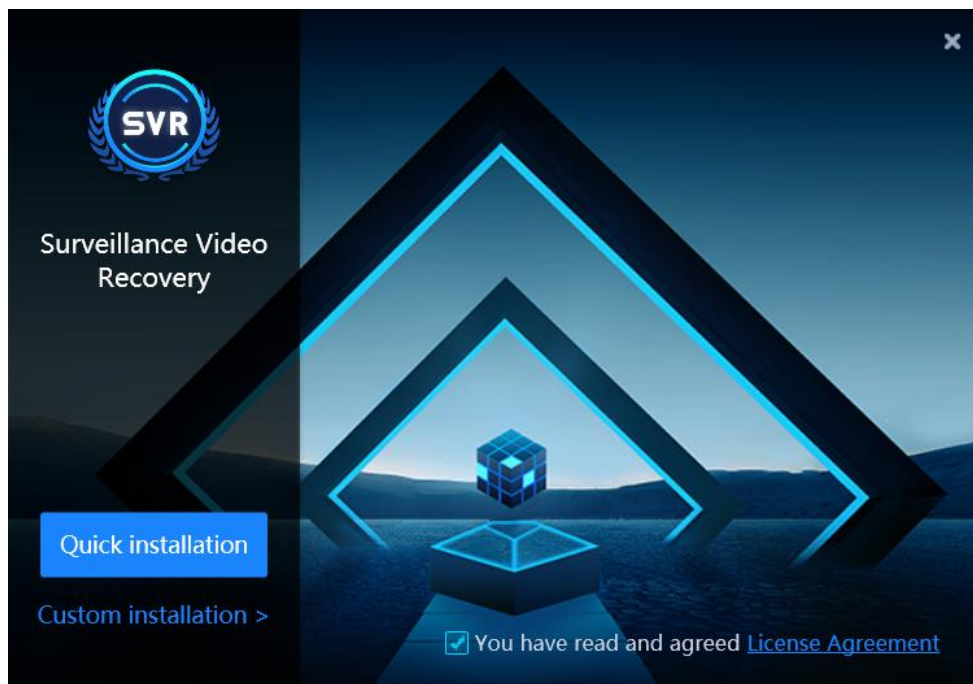 SVR
Surveillance Video
Recovery
Quick installation
Custom installation >
You have read and agreed License Agreement